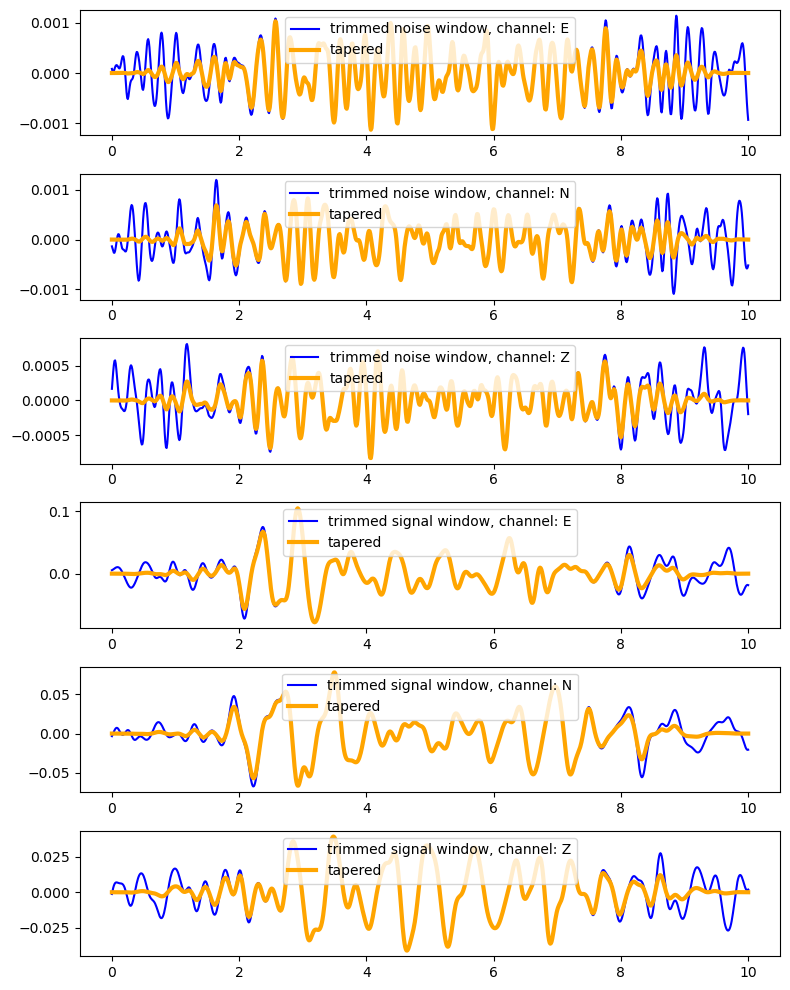 0.001
0.000
-0.001
trimmed noise window, channel: E
tapered
0 2 4 6 8 10
0.001
0.000
-0.001
trimmed noise window, channel: N
tapered
0 2 4 6 8 10
0.0005
0.0000
-0.0005
trimmed noise window, channel: Z
tapered
0 2 4 6 8 10
0.1
0.0
trimmed signal window, channel: E
tapered
0 2 4 6 8 10
0.05
0.00
-0.05
trimmed signal window, channel: N
tapered
0 2 4 6 8 10
0.025
0.000
-0.025
trimmed signal window, channel: Z
tapered
0 2 4 6 8 10